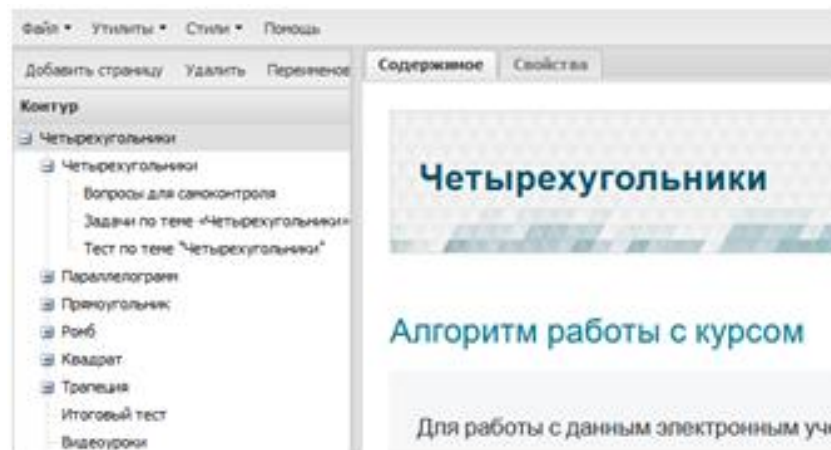 Файл Утилиты Стили Помощь
Добавить страницу Удалить Переименов
Содержимое Свойства
Контур
Четырехугольники
Четырехугольники
Вопросы для самоконтроля
Задачи по теме «Четырехугольники»
Тест по теме "Четырехугольники"
Параллелограмм
Прямоугольник
Ромб
Квадрат
Трапеция
Итоговый тест
Видеоуроки
Четырехугольники
Алгоритм работы с курсом
Для работы с данным электронным уче